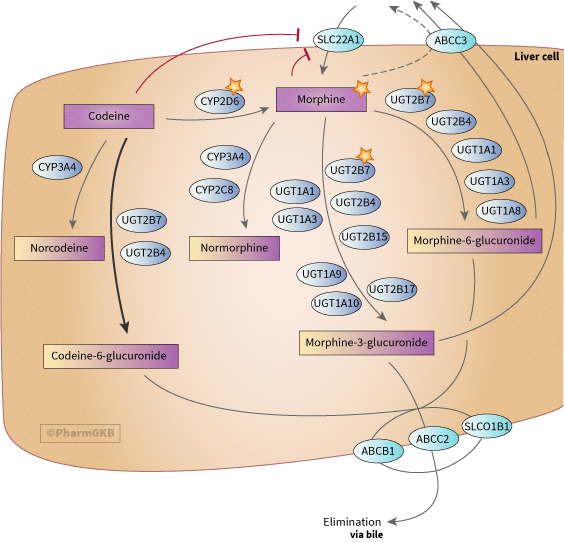 SLC22A1
ABCC3
Liver cell
CYP2D6
Morphine
UGT2B7
Codeine
UGT2B4
CYP3A4
CYP3A4
UGT2B7
UGT1A1
CYP2C8
UGT1A1
UGT2B4
UGT1A3
UGT2B7
UGT1A3
UGT1A8
UGT2B4
UGT2B15
Norcodeine
Normorphine
Morphine-6-glucuronide
UGT1A9
UGT2B17
UGT1A10
Codeine-6-glucuronide
Morphine-3-glucuronide
©PharmGKB
SLCO1B1
ABCC2
ABCB1
Elimination
via bile